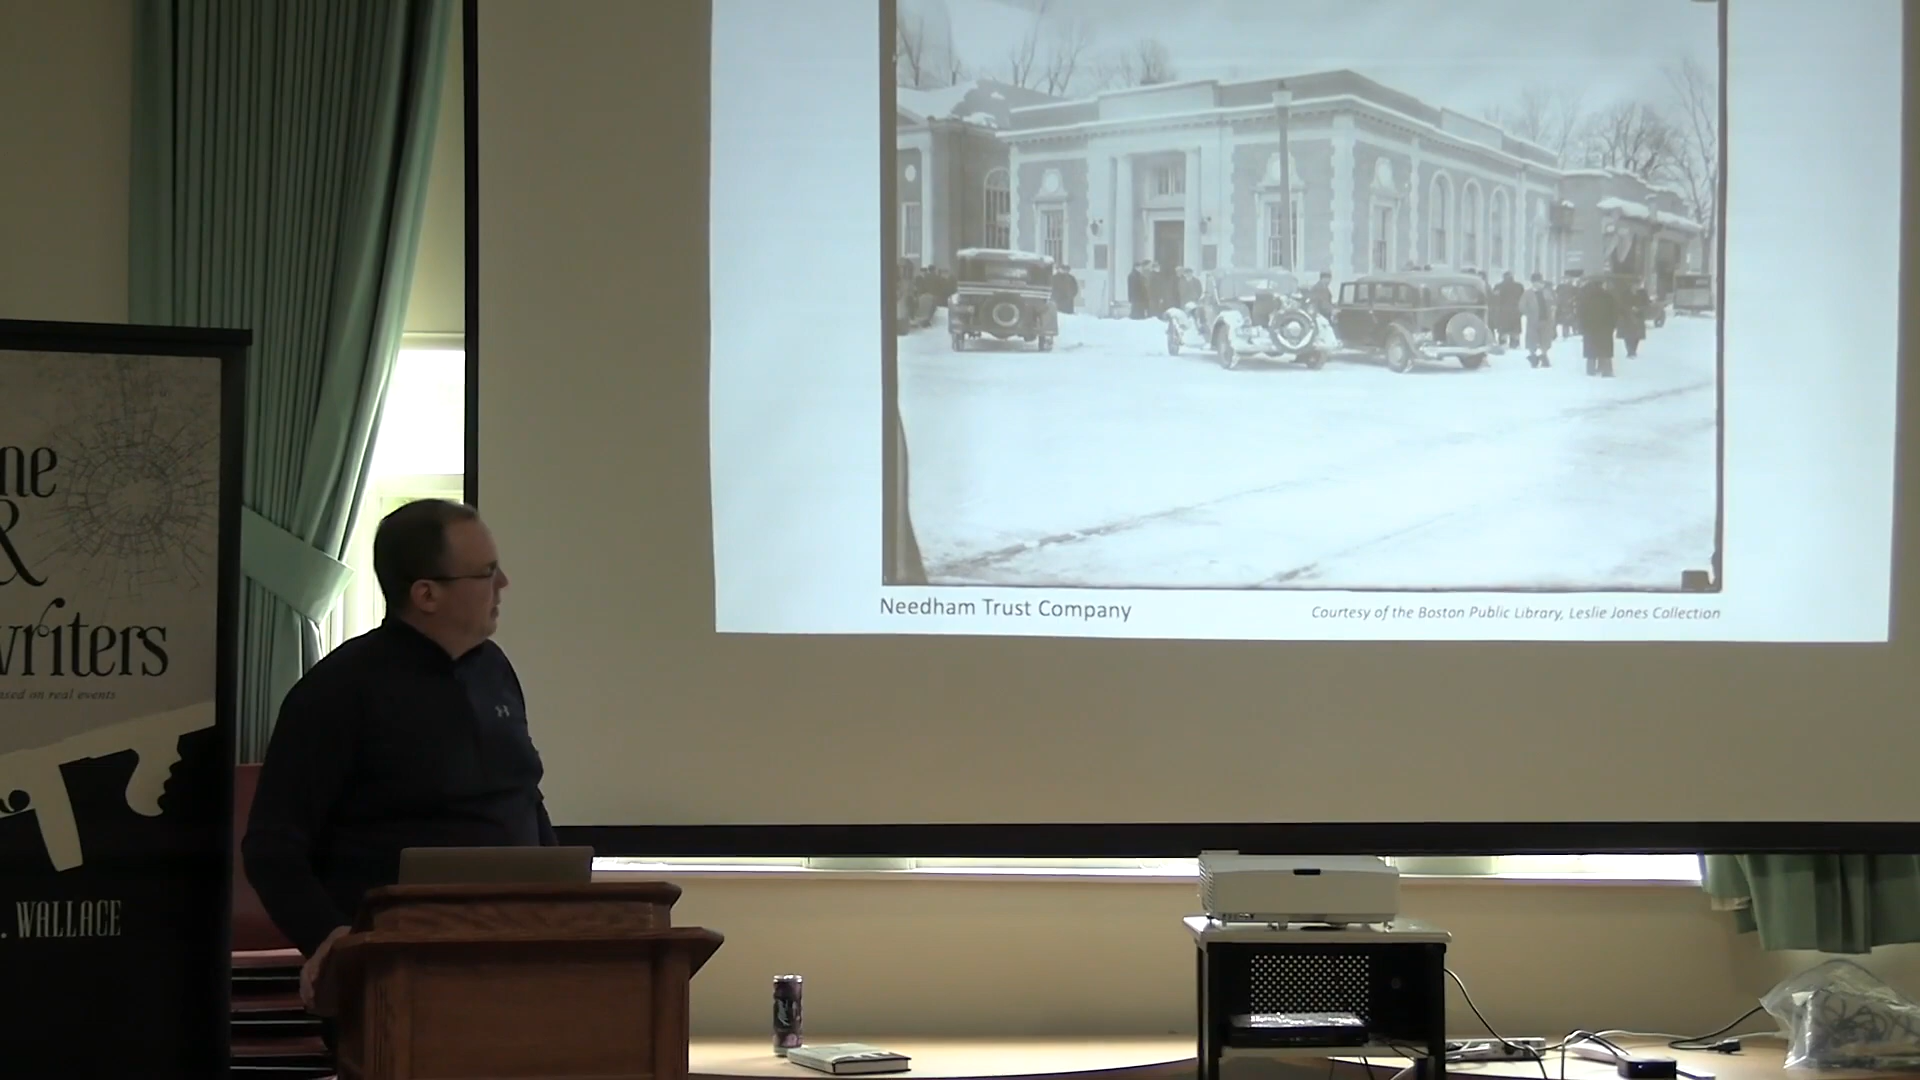 ne
&
writers
ased on real events
. WALLACE
Needham Trust Company
Courtesy of the Boston Public Library, Leslie Jones Collection